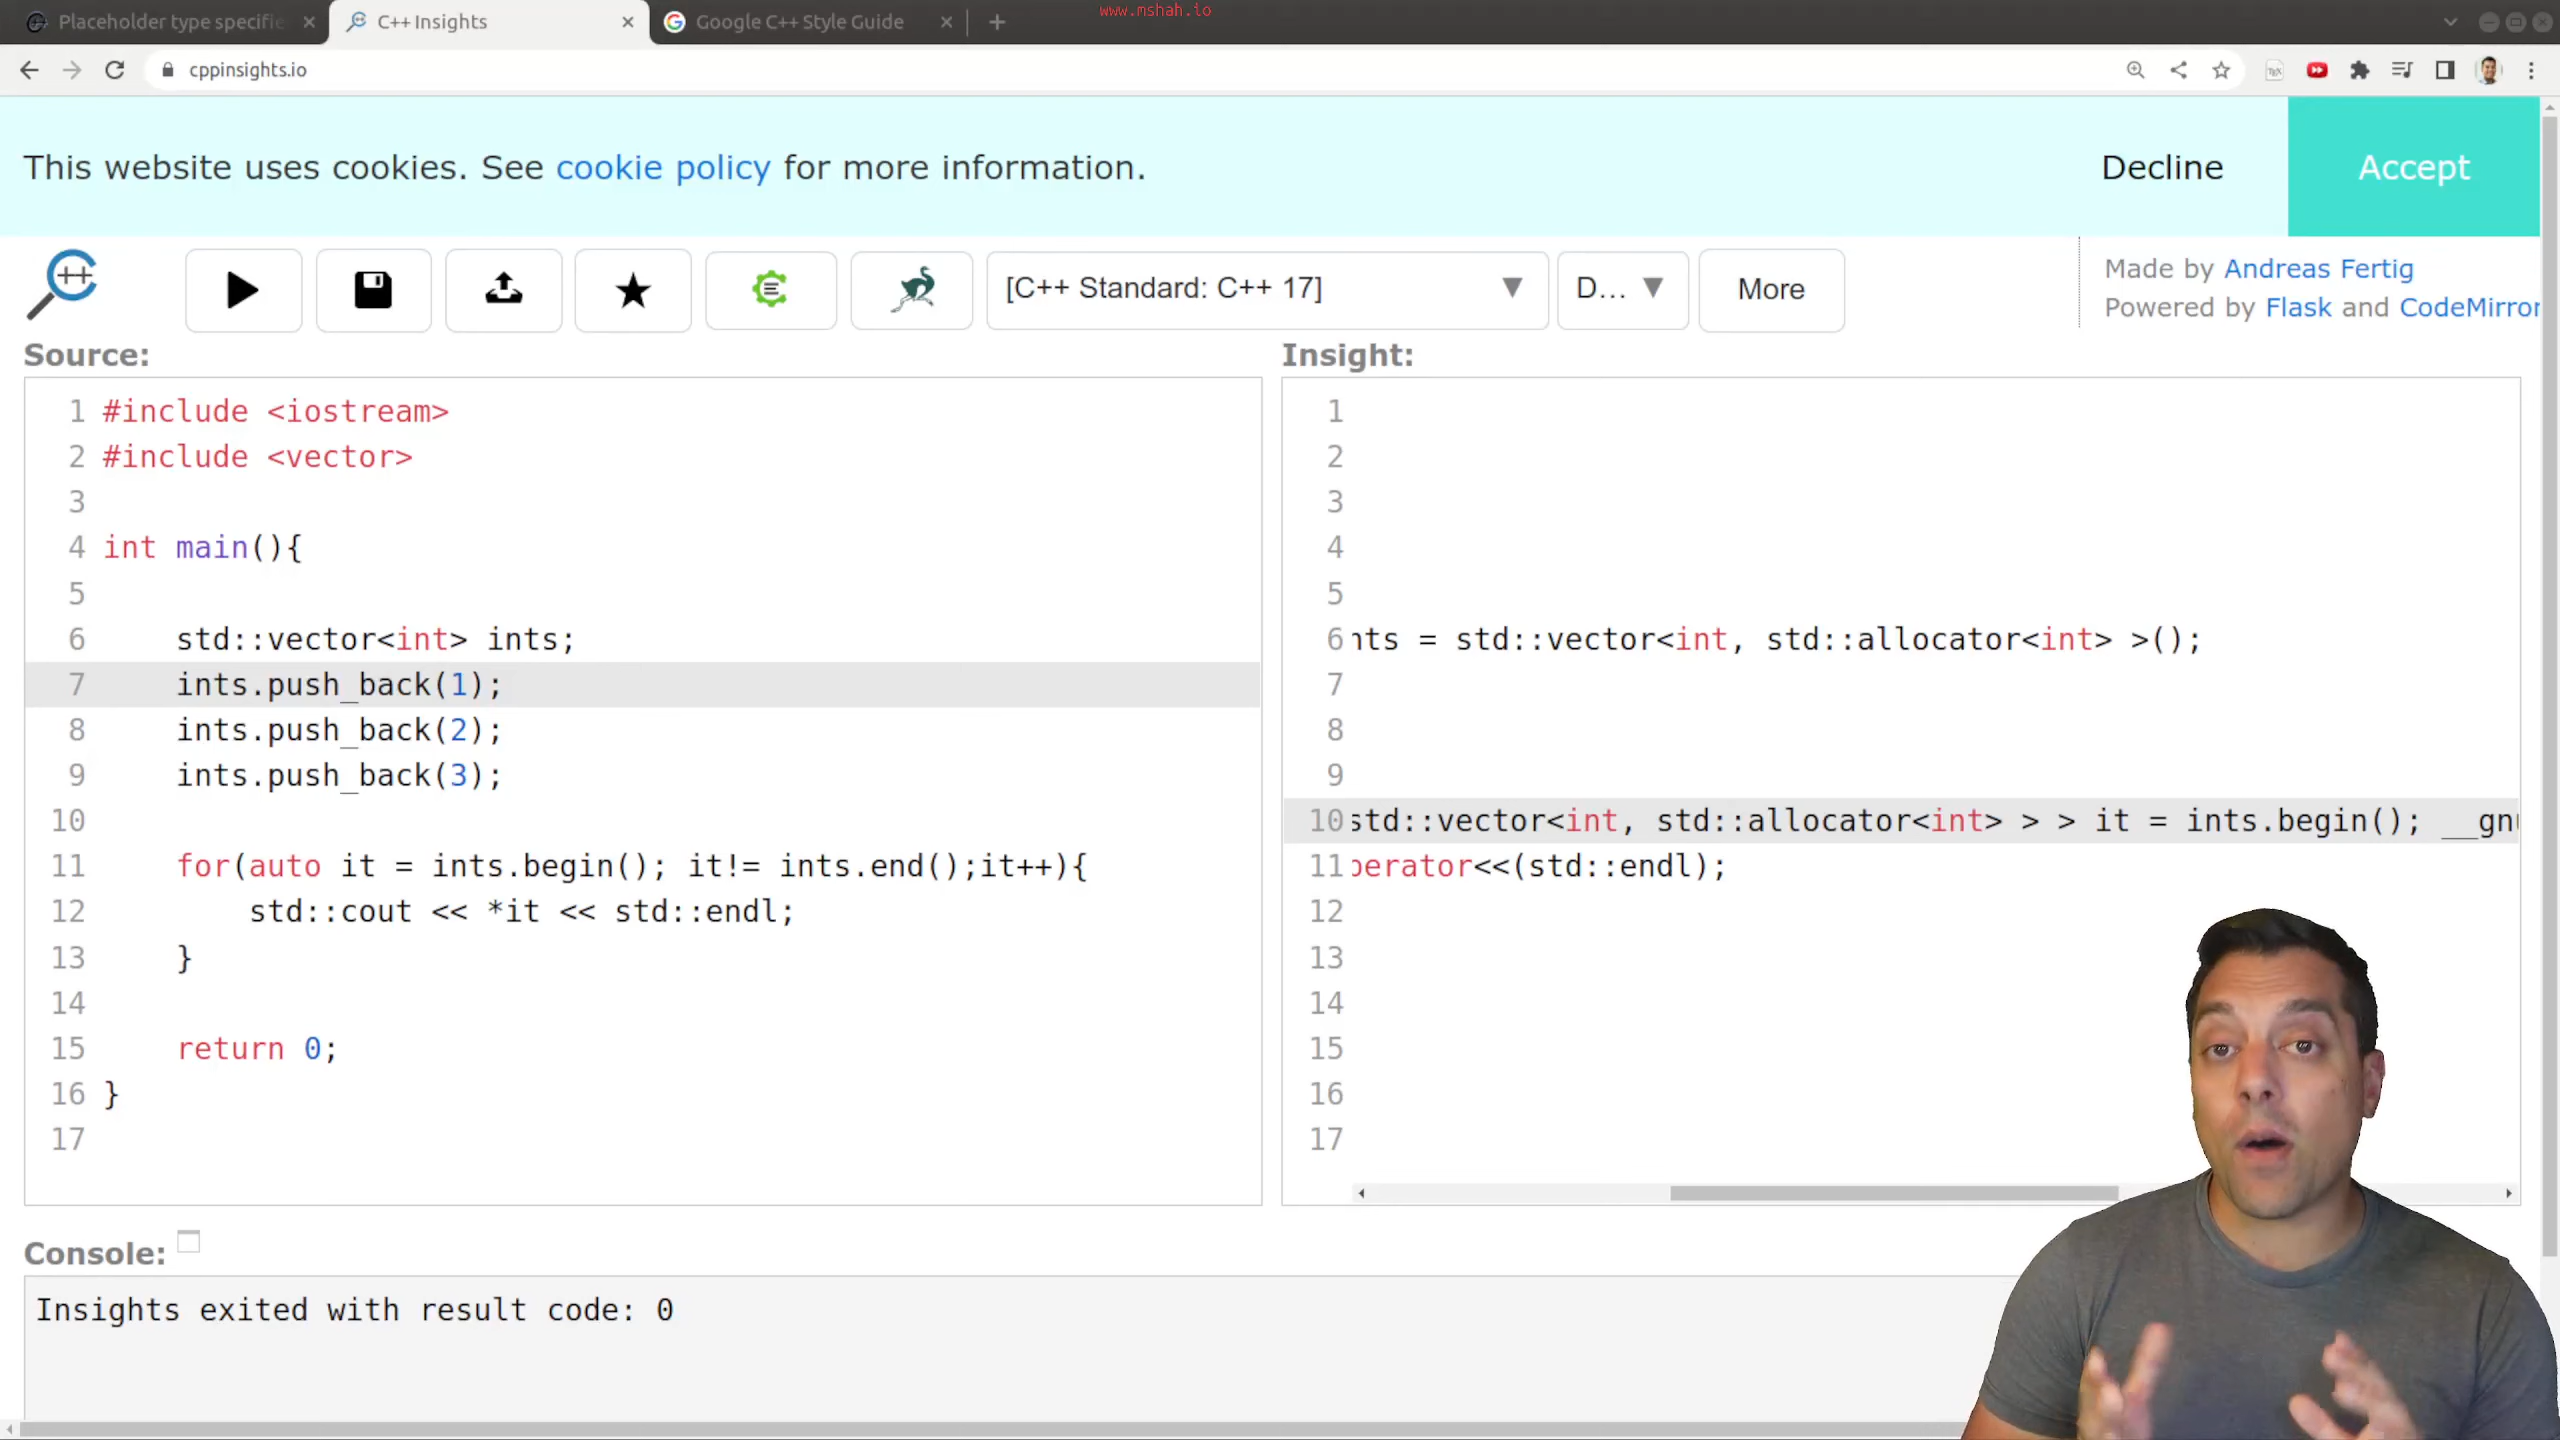 www.mshah.io
Placeholder type specifie
C++ Insights
Google C++ Style Guide
cppinsights.io
This website uses cookies. See cookie policy for more information.
Decline
Accept
[C++ Standard: C++ 17]
D...
More
Made by Andreas Fertig
Powered by Flask and CodeMirror
Source:
1 #include <iostream>
2 #include <vector>
3
4 int main(){
5
6 std::vector<int> ints;
7 ints.push_back(1);
8 ints.push_back(2);
9 ints.push_back(3);
10
11 for(auto it = ints.begin(); it!= ints.end();it++){
12 std::cout << *it << std::endl;
13 }
14
15 return 0;
16 }
17
Insight:
1
2
3
4
5
6 nts = std::vector<int, std::allocator<int> >();
7
8
9
10 std::vector<int, std::allocator<int> > > it = ints.begin(); __gnu
11 perator<<(std::endl);
12
13
14
15
16
17
Console:
Insights exited with result code: 0